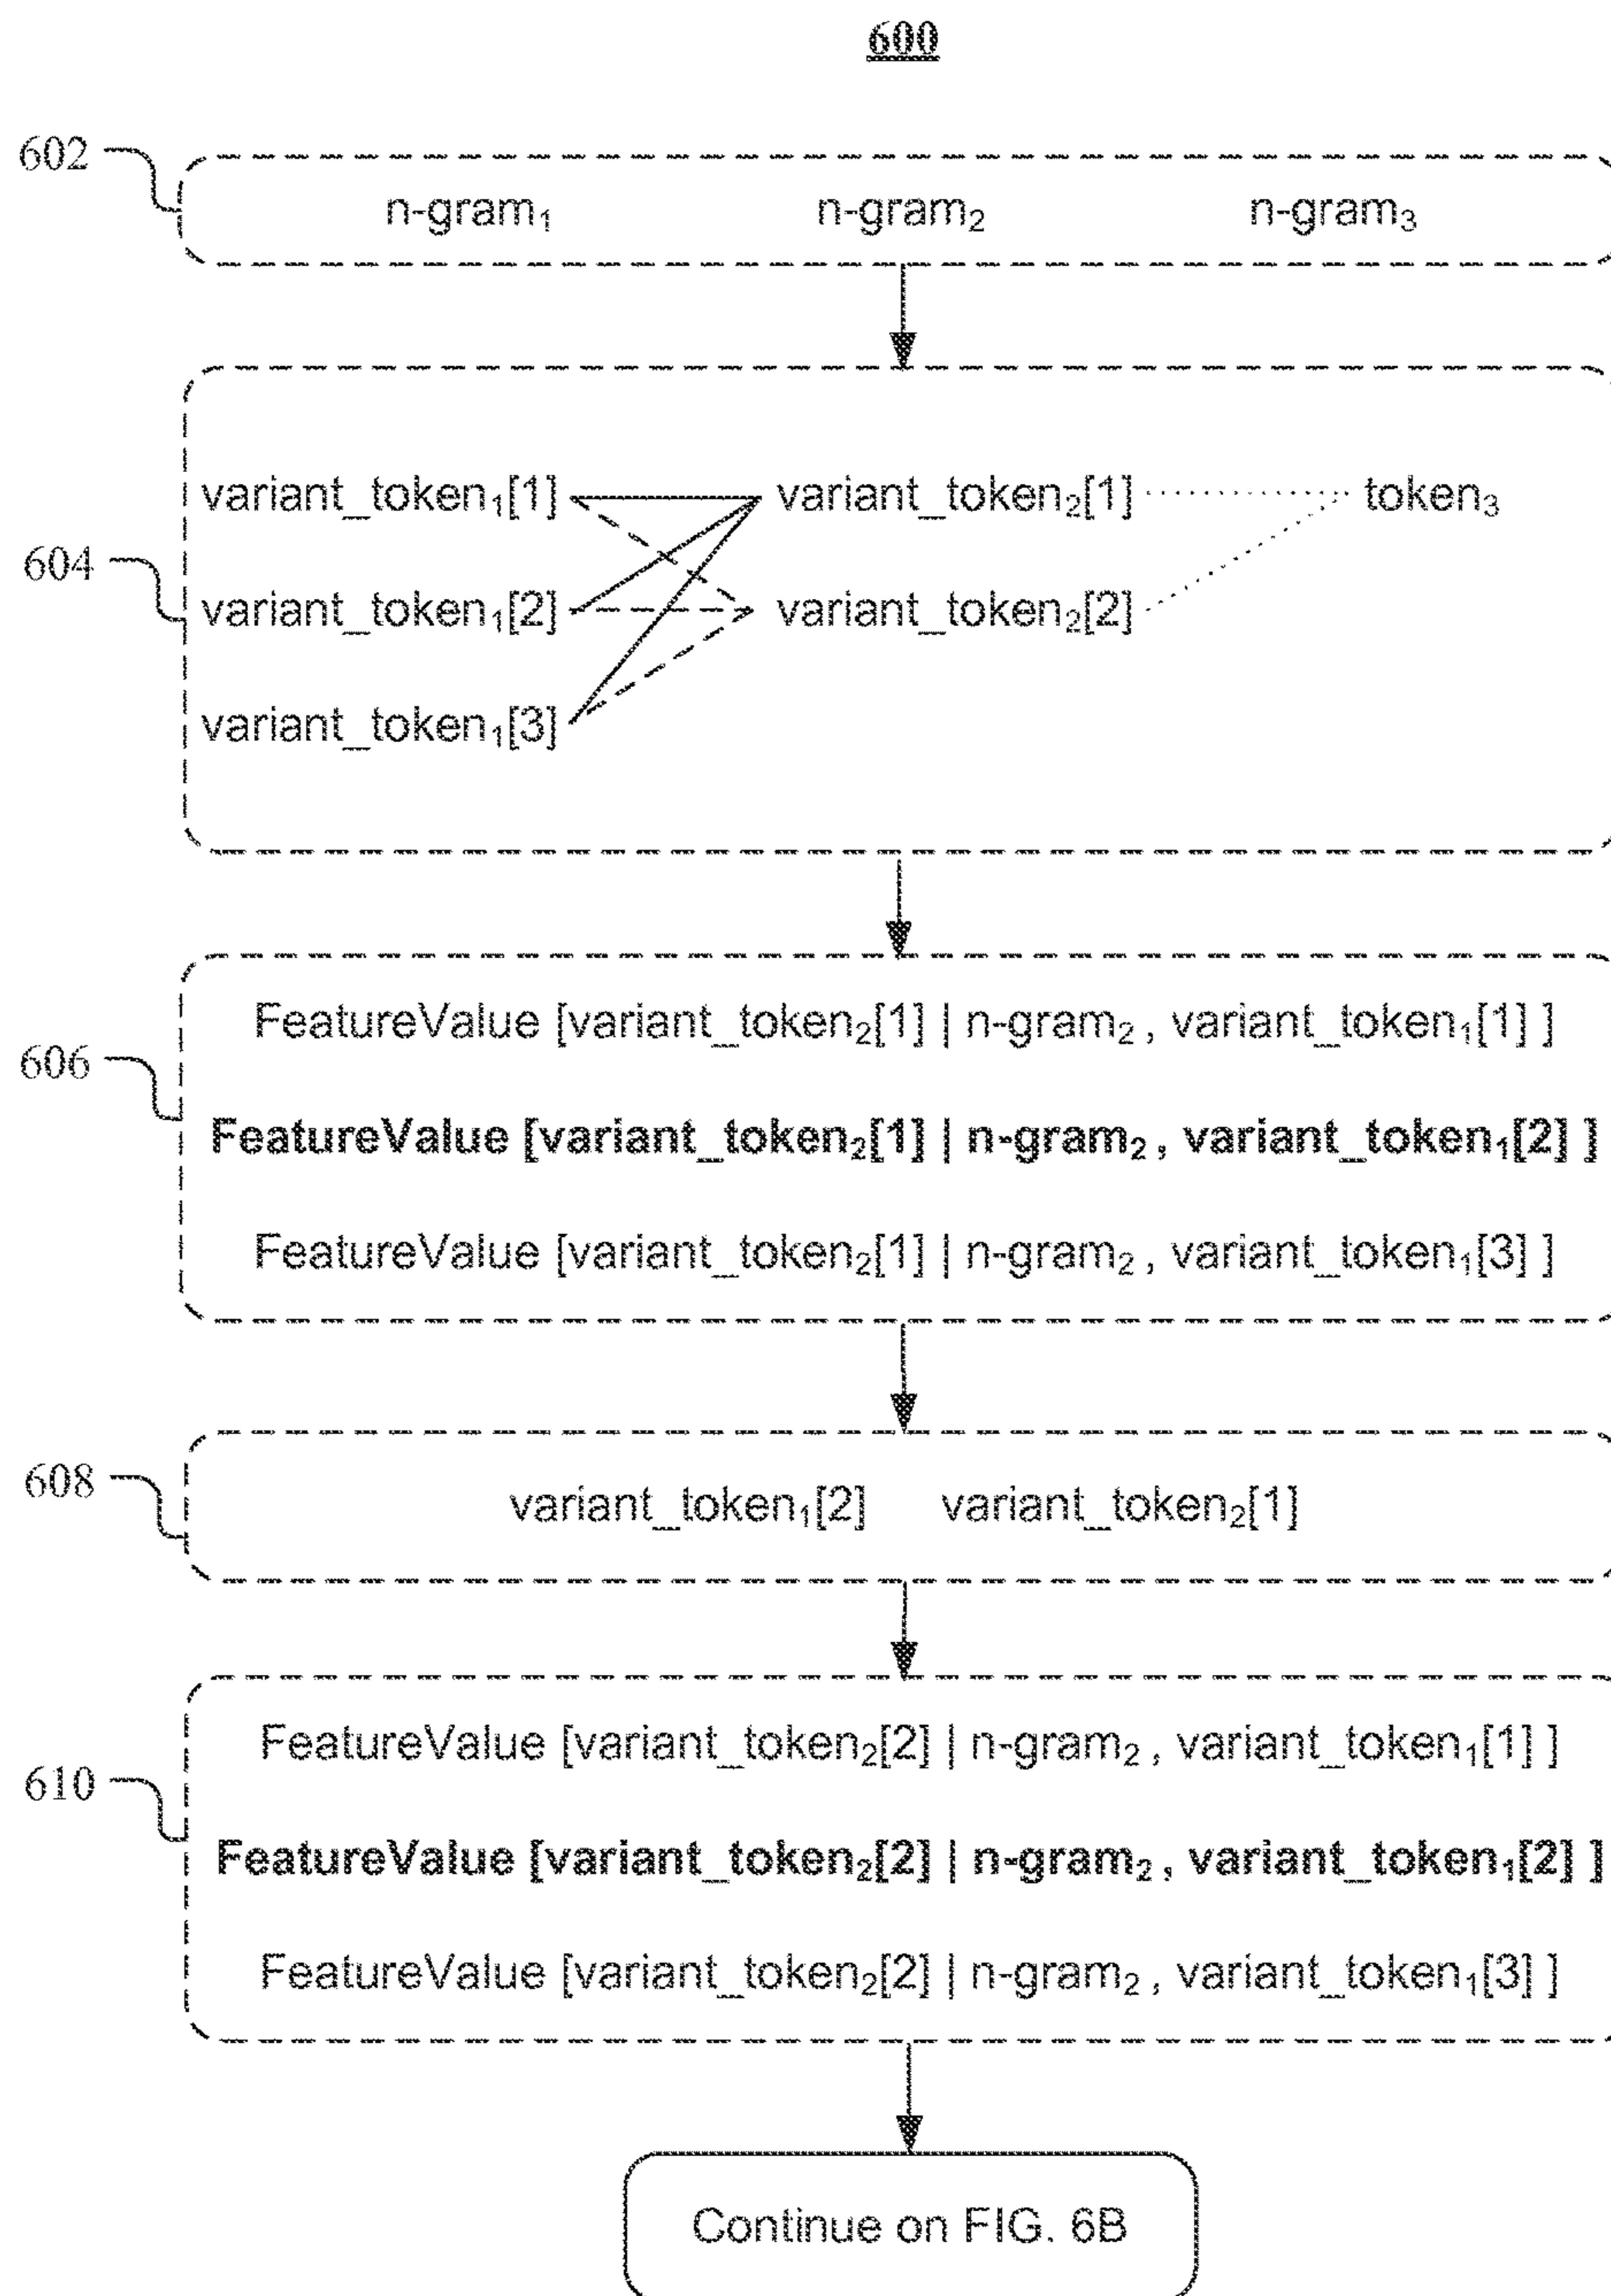 600
602
n-gram₁ n-gram₂ n-gram₃
604
variant_token₁[1] variant_token₂[1] token₃
variant_token₁[2] variant_token₂[2]
variant_token₁[3]
606
FeatureValue [variant_token₂[1] | n-gram₂ , variant_token₁[1] ]
FeatureValue [variant_token₂[1] | n-gram₂ , variant_token₁[2] ]
FeatureValue [variant_token₂[1] | n-gram₂ , variant_token₁[3] ]
608
variant_token₁[2] variant_token₂[1]
610
FeatureValue [variant_token₂[2] | n-gram₂ , variant_token₁[1] ]
FeatureValue [variant_token₂[2] | n-gram₂ , variant_token₁[2] ]
FeatureValue [variant_token₂[2] | n-gram₂ , variant_token₁[3] ]
Continue on FIG. 6B